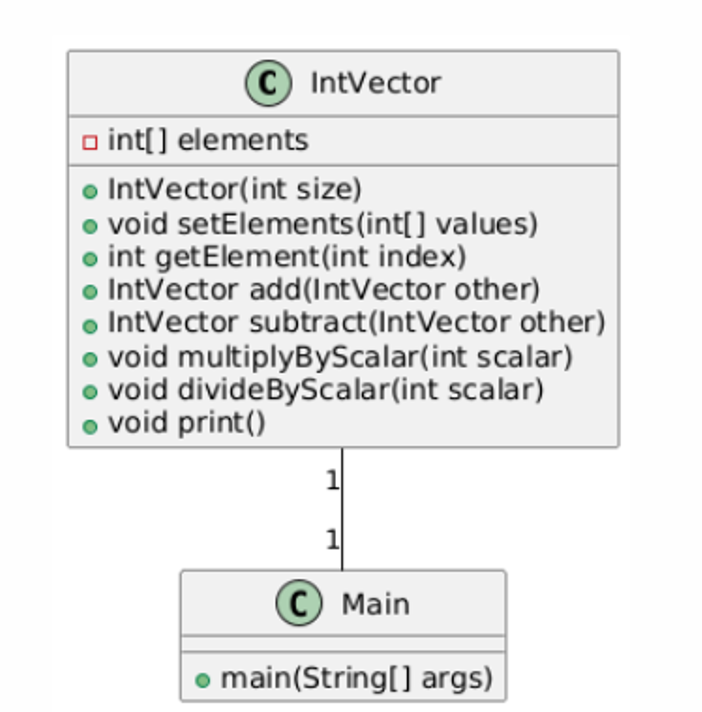 C IntVector
int[] elements
IntVector(int size)
void setElements(int[] values)
int getElement(int index)
IntVector add(IntVector other)
IntVector subtract(IntVector other)
void multiplyByScalar(int scalar)
void divideByScalar(int scalar)
void print()
1
1
C Main
main(String[] args)